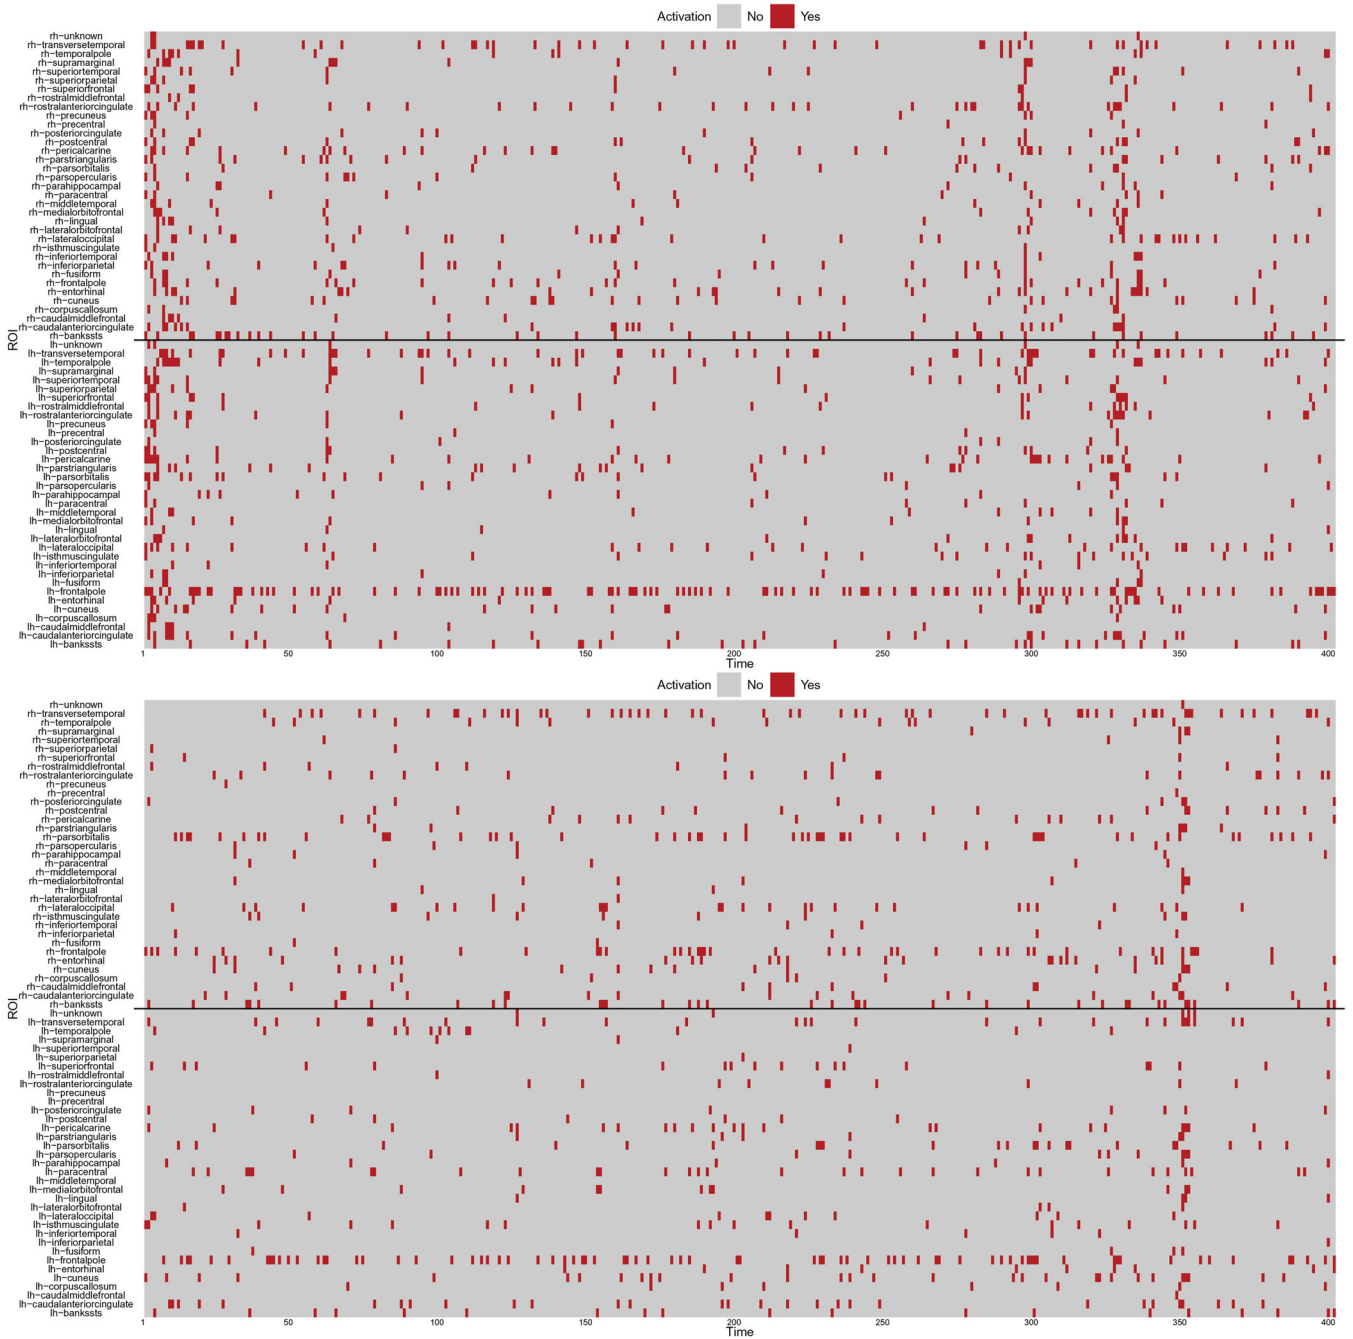 Activation No Yes
rh−unknown
rh−transversetemporal
rh−temporalpole
rh−supramarginal
rh−superiortemporal
rh−superiorparietal
rh−superiorfrontal
rh−rostralmiddlefrontal
rh−rostralanteriorcingulate
rh−precuneus
rh−precentral
rh−posteriorcingulate
rh−postcentral
rh−pericalcarine
rh−parstriangularis
rh−parsorbitalis
rh−parsopercularis
rh−parahippocampal
rh−paracentral
rh−middletemporal
rh−medialorbitofrontal
rh−lingual
rh−lateralorbitofrontal
rh−lateraloccipital
rh−isthmuscingulate
rh−inferiortemporal
rh−inferiorparietal
rh−fusiform
rh−frontalpole
rh−entorhinal
rh−cuneus
rh−corpuscallosum
rh−caudalmiddlefrontal
rh−caudalanteriorcingulate
rh−bankssts
ROI
lh−unknown
lh−transversetemporal
lh−temporalpole
lh−supramarginal
lh−superiortemporal
lh−superiorparietal
lh−superiorfrontal
lh−rostralmiddlefrontal
lh−rostralanteriorcingulate
lh−precuneus
lh−precentral
lh−posteriorcingulate
lh−postcentral
lh−pericalcarine
lh−parstriangularis
lh−parsorbitalis
lh−parsopercularis
lh−parahippocampal
lh−paracentral
lh−middletemporal
lh−medialorbitofrontal
lh−lingual
lh−lateralorbitofrontal
lh−lateraloccipital
lh−isthmuscingulate
lh−inferiortemporal
lh−inferiorparietal
lh−fusiform
lh−frontalpole
lh−entorhinal
lh−cuneus
lh−corpuscallosum
lh−caudalmiddlefrontal
lh−caudalanteriorcingulate
lh−bankssts
1 50 100 150 200 250 300 350 400
Time
Activation No Yes
rh−unknown
rh−transversetemporal
rh−temporalpole
rh−supramarginal
rh−superiortemporal
rh−superiorparietal
rh−superiorfrontal
rh−rostralmiddlefrontal
rh−rostralanteriorcingulate
rh−precuneus
rh−precentral
rh−posteriorcingulate
rh−postcentral
rh−pericalcarine
rh−parstriangularis
rh−parsorbitalis
rh−parsopercularis
rh−parahippocampal
rh−paracentral
rh−middletemporal
rh−medialorbitofrontal
rh−lingual
rh−lateralorbitofrontal
rh−lateraloccipital
rh−isthmuscingulate
rh−inferiortemporal
rh−inferiorparietal
rh−fusiform
rh−frontalpole
rh−entorhinal
rh−cuneus
rh−corpuscallosum
rh−caudalmiddlefrontal
rh−caudalanteriorcingulate
rh−bankssts
ROI
lh−unknown
lh−transversetemporal
lh−temporalpole
lh−supramarginal
lh−superiortemporal
lh−superiorparietal
lh−superiorfrontal
lh−rostralmiddlefrontal
lh−rostralanteriorcingulate
lh−precuneus
lh−precentral
lh−posteriorcingulate
lh−postcentral
lh−pericalcarine
lh−parstriangularis
lh−parsorbitalis
lh−parsopercularis
lh−parahippocampal
lh−paracentral
lh−middletemporal
lh−medialorbitofrontal
lh−lingual
lh−lateralorbitofrontal
lh−lateraloccipital
lh−isthmuscingulate
lh−inferiortemporal
lh−inferiorparietal
lh−fusiform
lh−frontalpole
lh−entorhinal
lh−cuneus
lh−corpuscallosum
lh−caudalmiddlefrontal
lh−caudalanteriorcingulate
lh−bankssts
1 50 100 150 200 250 300 350 400
Time